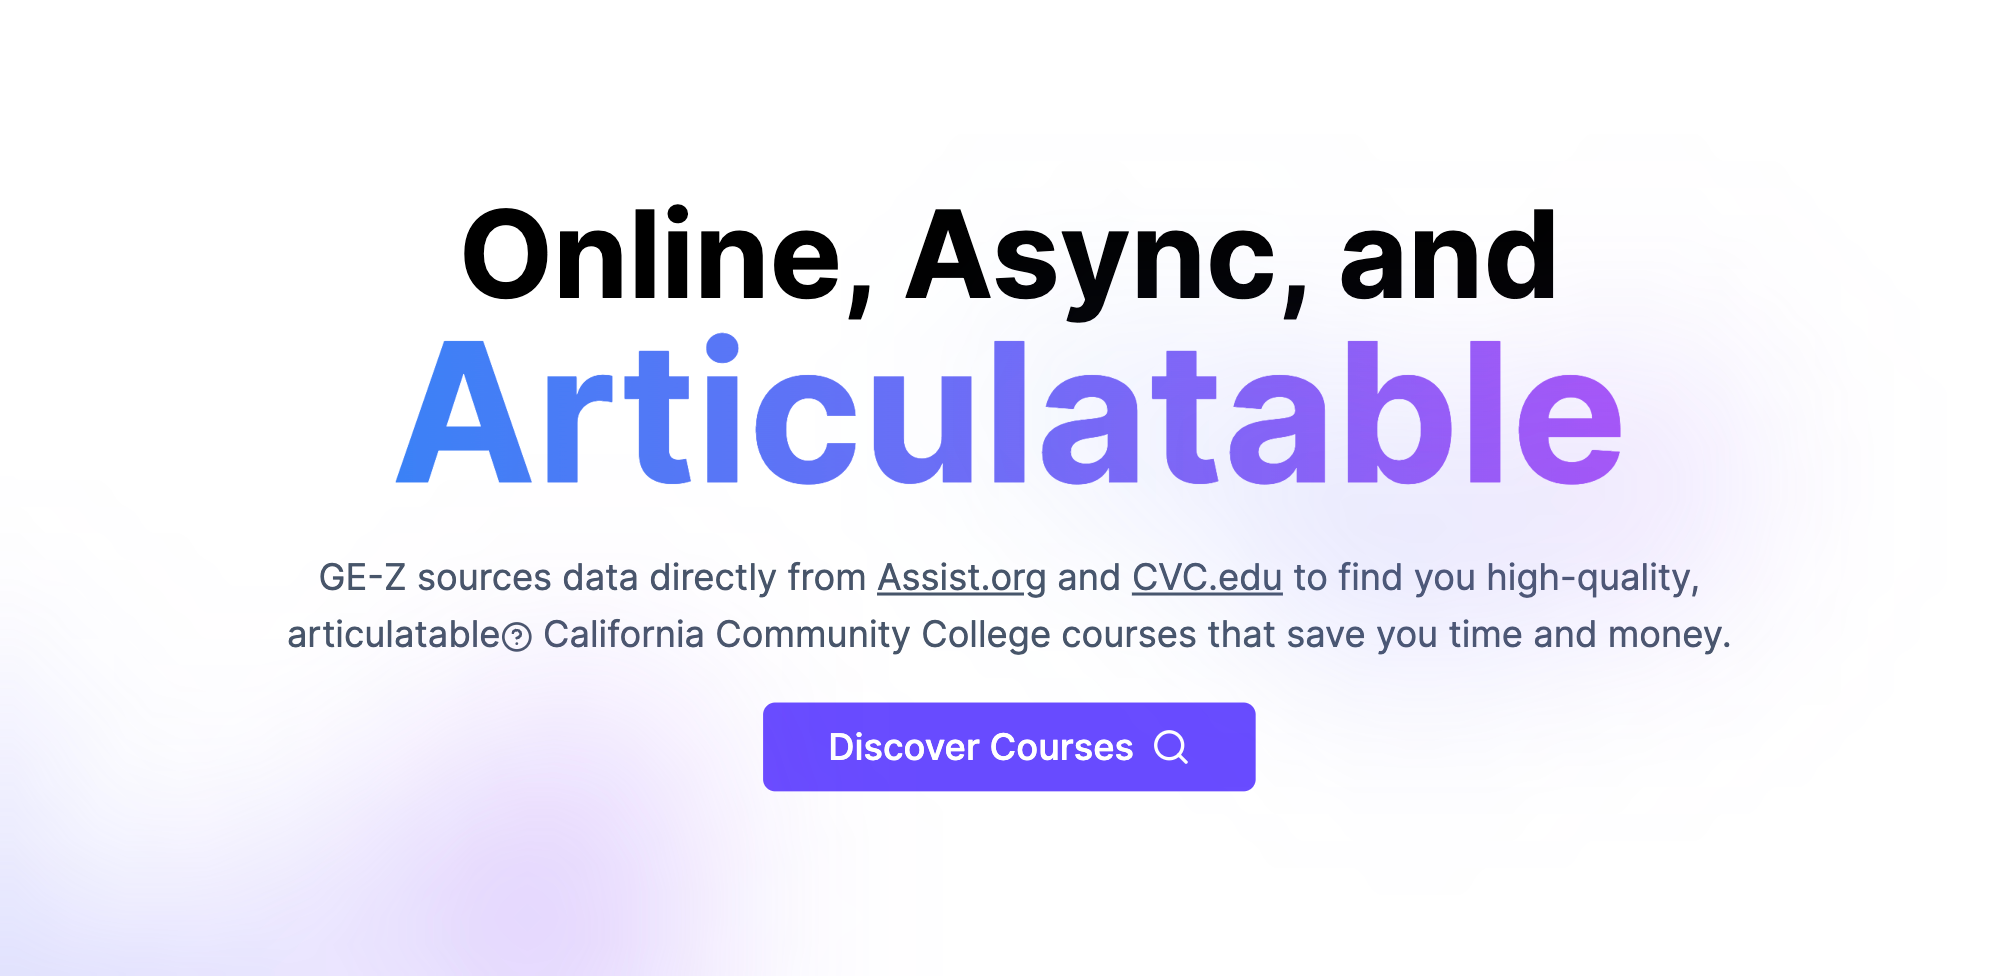 Online, Async, and
Articulatable
GE-Z sources data directly from Assist.org and CVC.edu to find you high-quality,
articulatable? California Community College courses that save you time and money.
Discover Courses